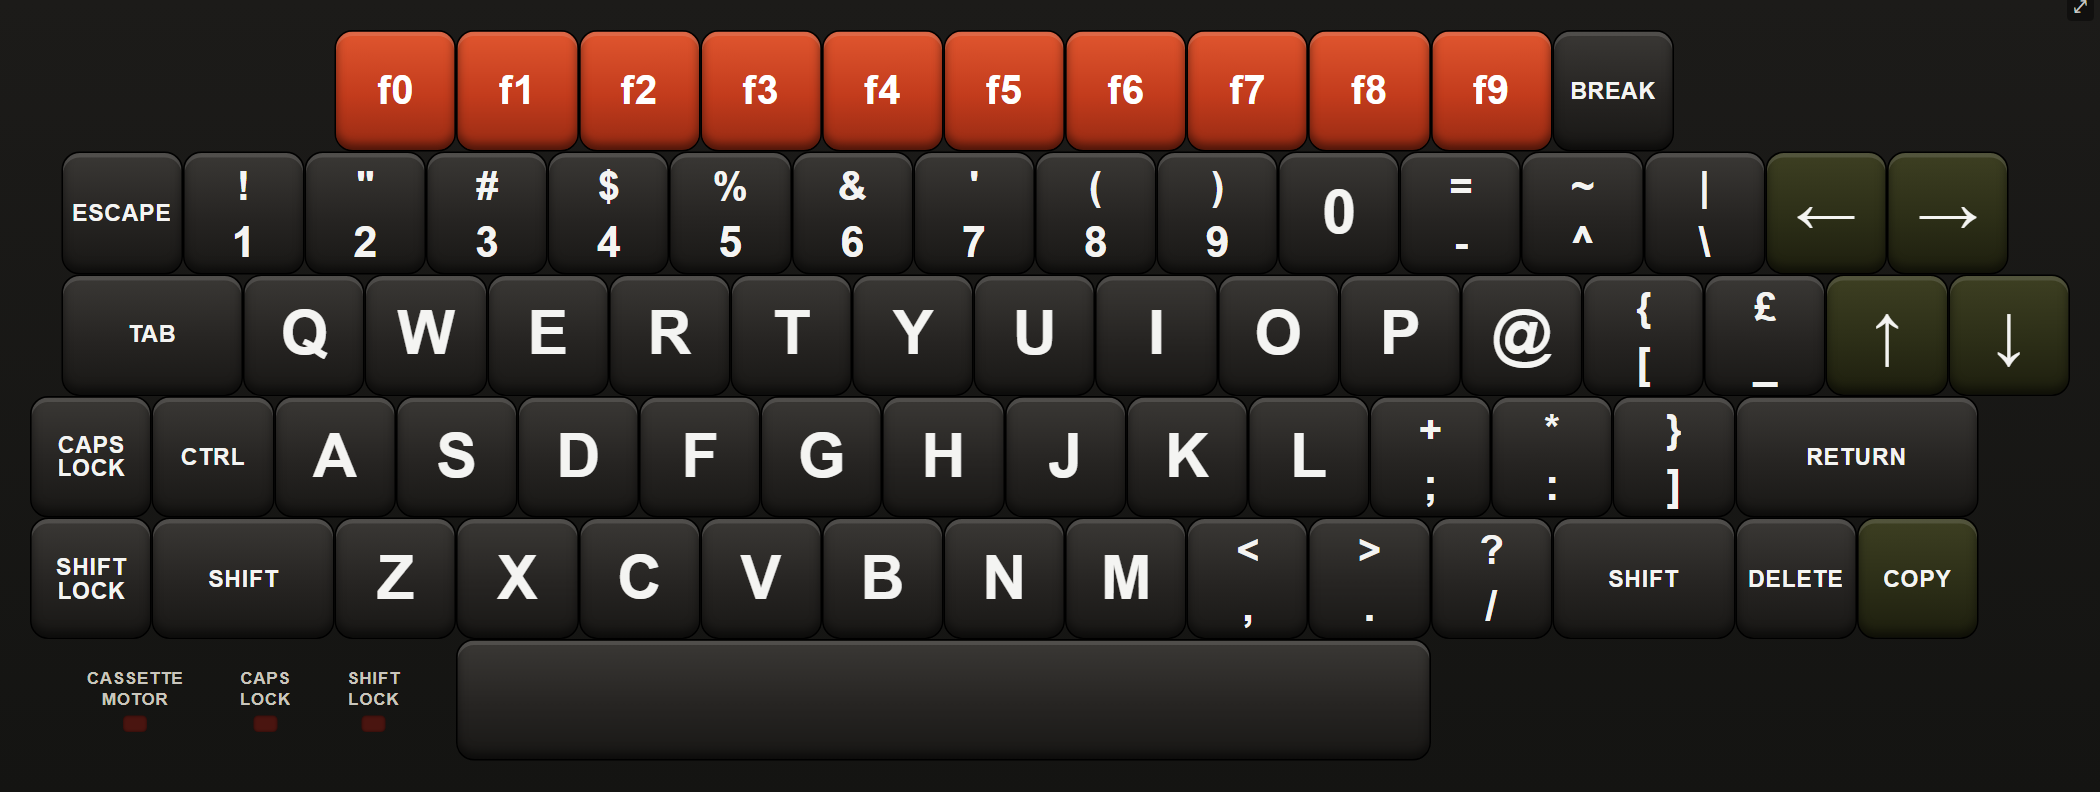 f0 f1 f2 f3 f4 f5 f6 f7 f8 f9 BREAK
ESCAPE ! 1 " 2 # 3 $ 4 % 5 & 6 ' 7 ( 8 ) 9 0 = - ~ ^ | \ ← →
TAB Q W E R T Y U I O P @ { [ £ _ ↑ ↓
CAPS LOCK CTRL A S D F G H J K L + ; * : } ] RETURN
SHIFT LOCK SHIFT Z X C V B N M < , > . ? / SHIFT DELETE COPY
CASSETTE MOTOR CAPS LOCK SHIFT LOCK